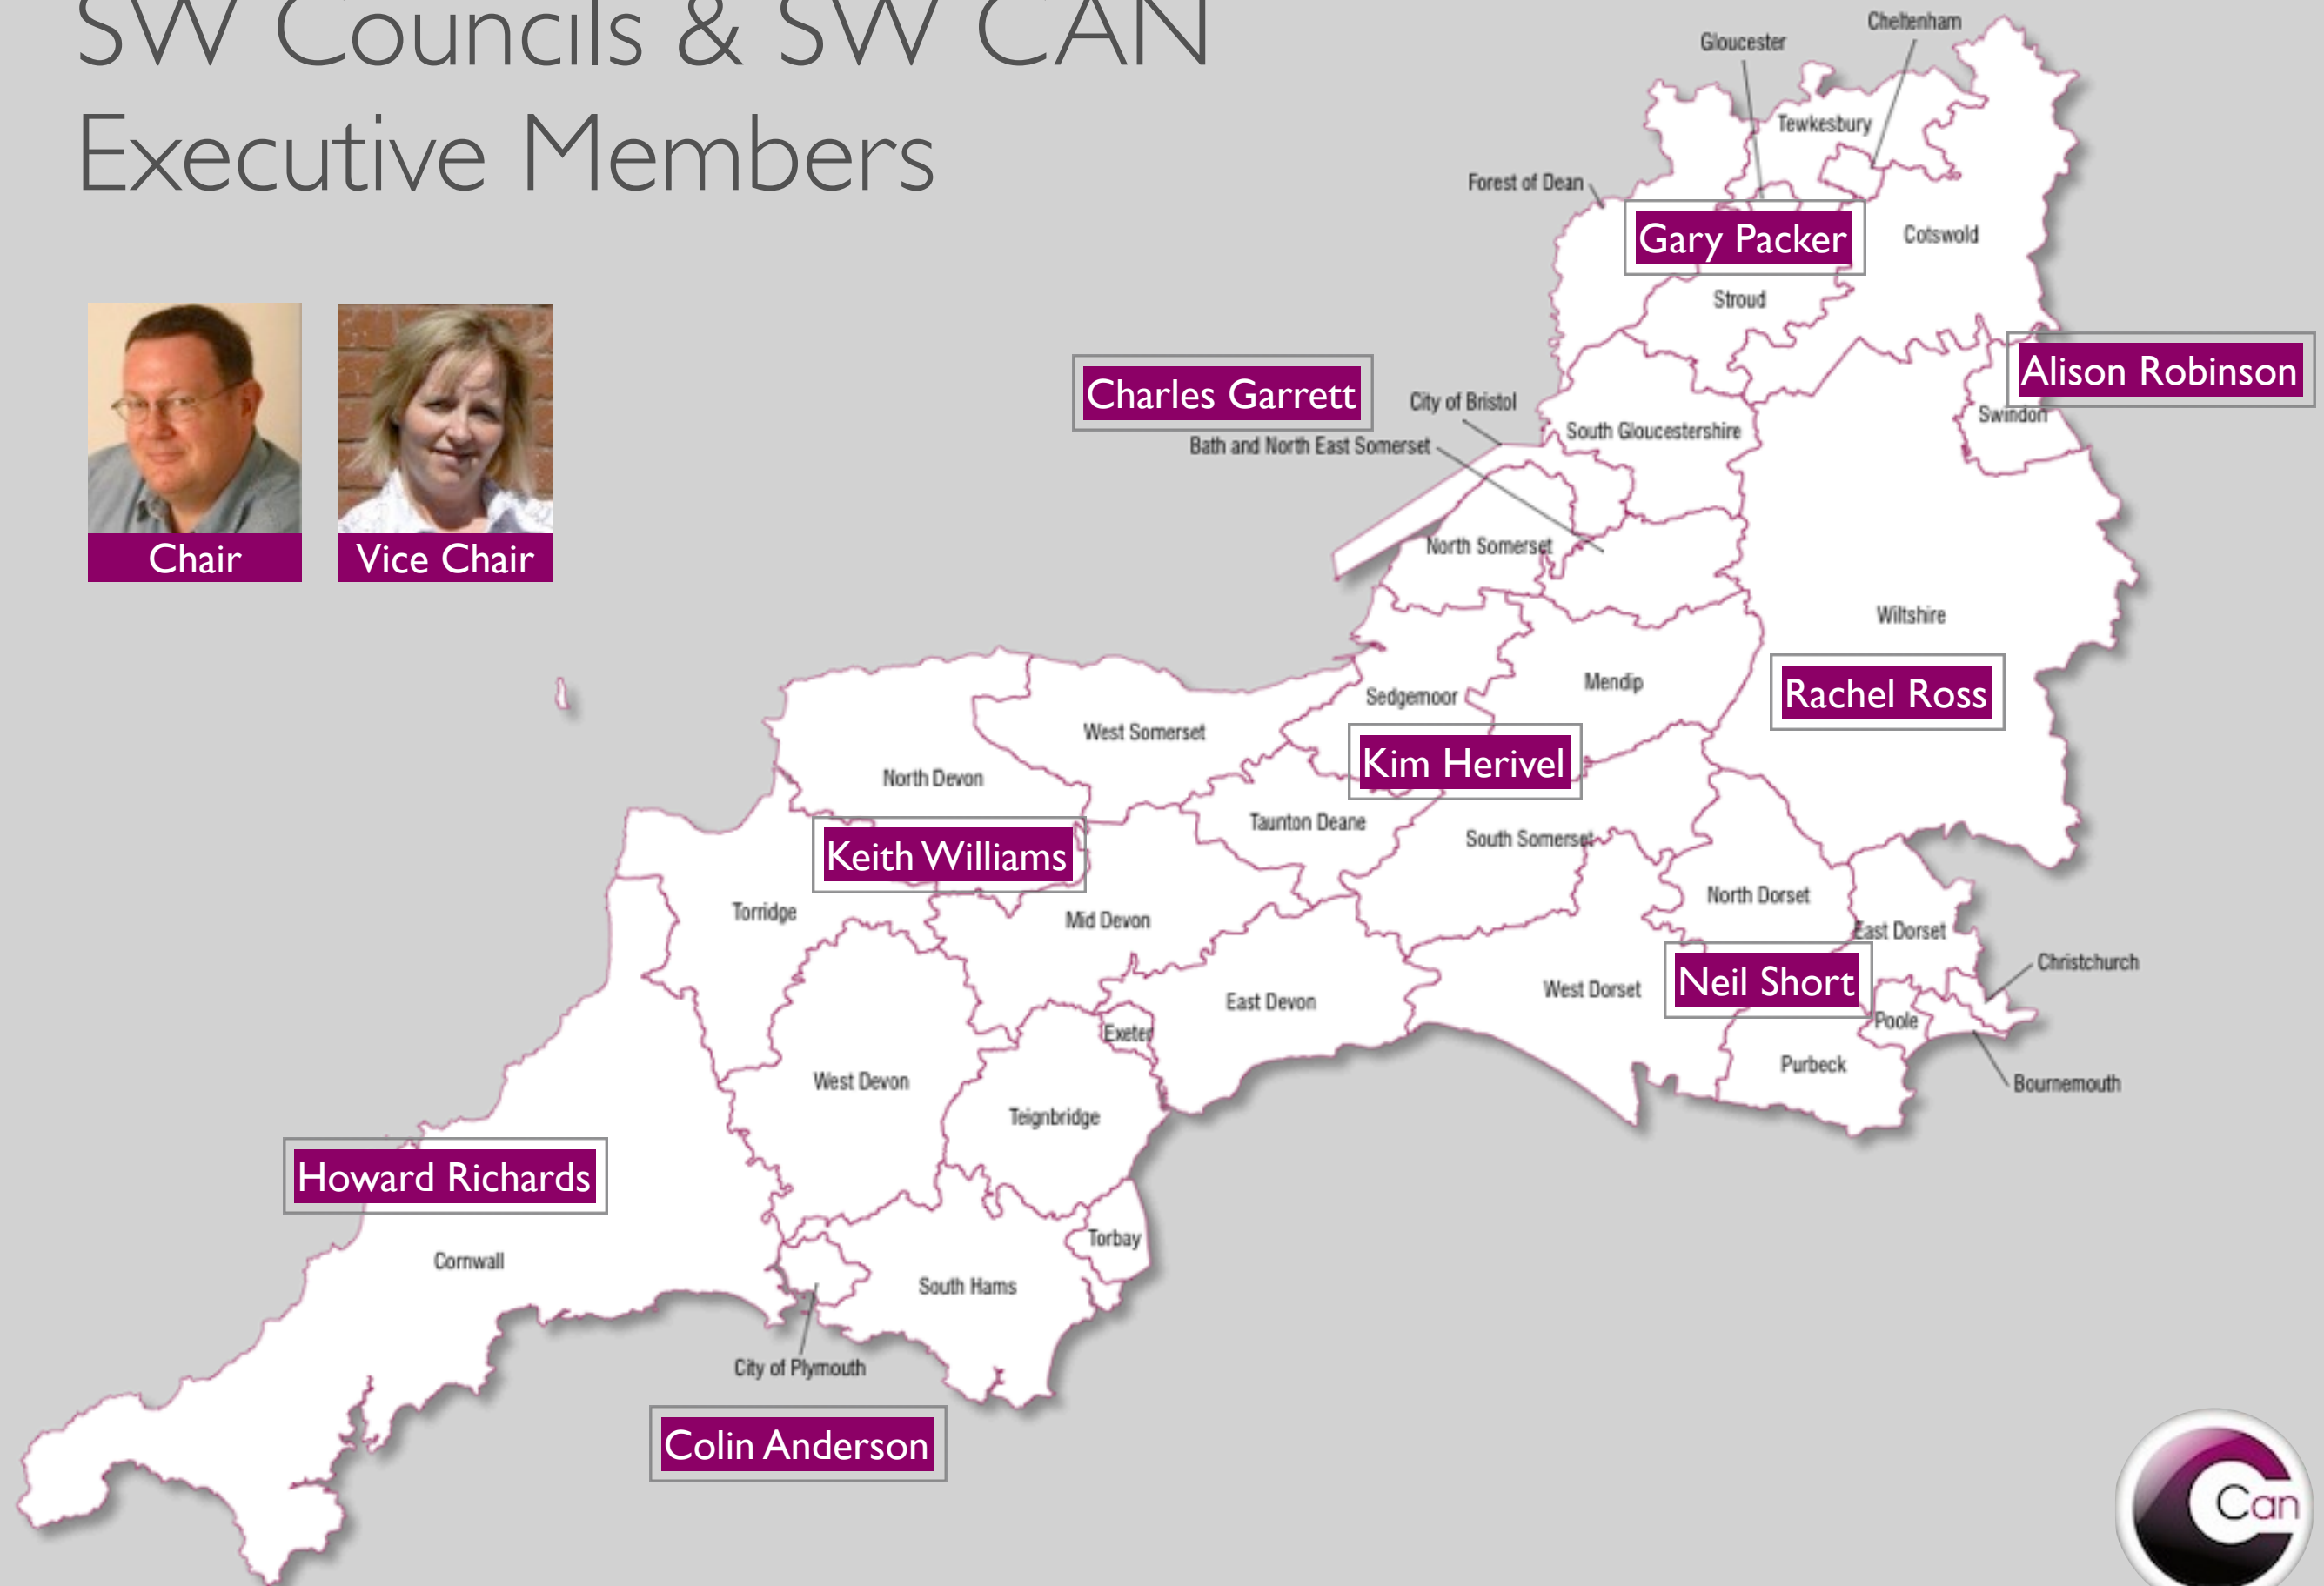 SW Councils & SW CAN
Executive Members
Chair
Vice Chair
Cheltenham
Gloucester
Tewkesbury
Forest of Dean
Gary Packer
Cotswold
Stroud
Alison Robinson
Charles Garrett
City of Bristol
Swindon
South Gloucestershire
Bath and North East Somerset
North Somerset
Wiltshire
Mendip
Sedgemoor
Rachel Ross
West Somerset
Kim Herivel
North Devon
Taunton Deane
South Somerset
Keith Williams
North Dorset
Torridge
Mid Devon
East Dorset
Christchurch
Neil Short
West Dorset
East Devon
Poole
Exeter
Purbeck
West Devon
Bournemouth
Teignbridge
Howard Richards
Torbay
Cornwall
South Hams
City of Plymouth
Colin Anderson
Can